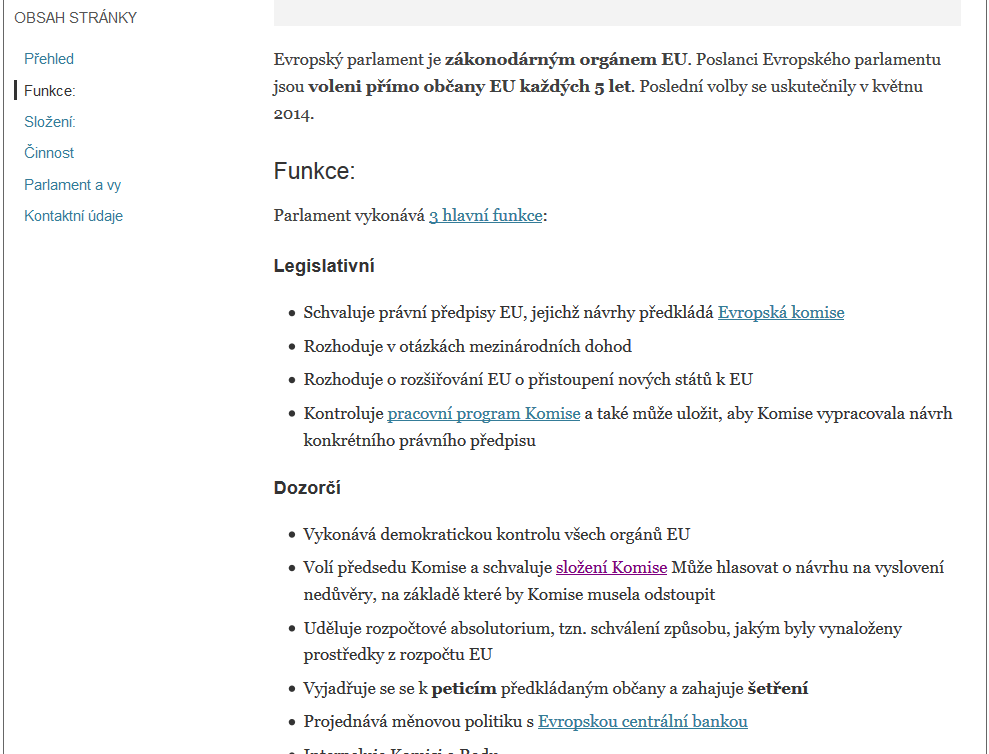 OBSAH STRÁNKY
Přehled
Funkce:
Složení:
Činnost
Parlament a vy
Kontaktní údaje
Evropský parlament je zákonodárným orgánem EU. Poslanci Evropského parlamentu
jsou voleni přímo občany EU každých 5 let. Poslední volby se uskutečnily v květnu
2014.
Funkce:
Parlament vykonává 3 hlavní funkce:
Legislativní
• Schvaluje právní předpisy EU, jejichž návrhy předkládá Evropská komise
• Rozhoduje v otázkách mezinárodních dohod
• Rozhoduje o rozšiřování EU o přistoupení nových států k EU
• Kontroluje pracovní program Komise a také může uložit, aby Komise vypracovala návrh
konkrétního právního předpisu
Dozorčí
• Vykonává demokratickou kontrolu všech orgánů EU
• Volí předsedu Komise a schvaluje složení Komise Může hlasovat o návrhu na vyslovení
nedůvěry, na základě které by Komise musela odstoupit
• Uděluje rozpočtové absolutorium, tzn. schválení způsobu, jakým byly vynaloženy
prostředky z rozpočtu EU
• Vyjadřuje se se k peticím předkládaným občany a zahajuje šetření
• Projednává měnovou politiku s Evropskou centrální bankou
• Interpeluje Komisi a Radu